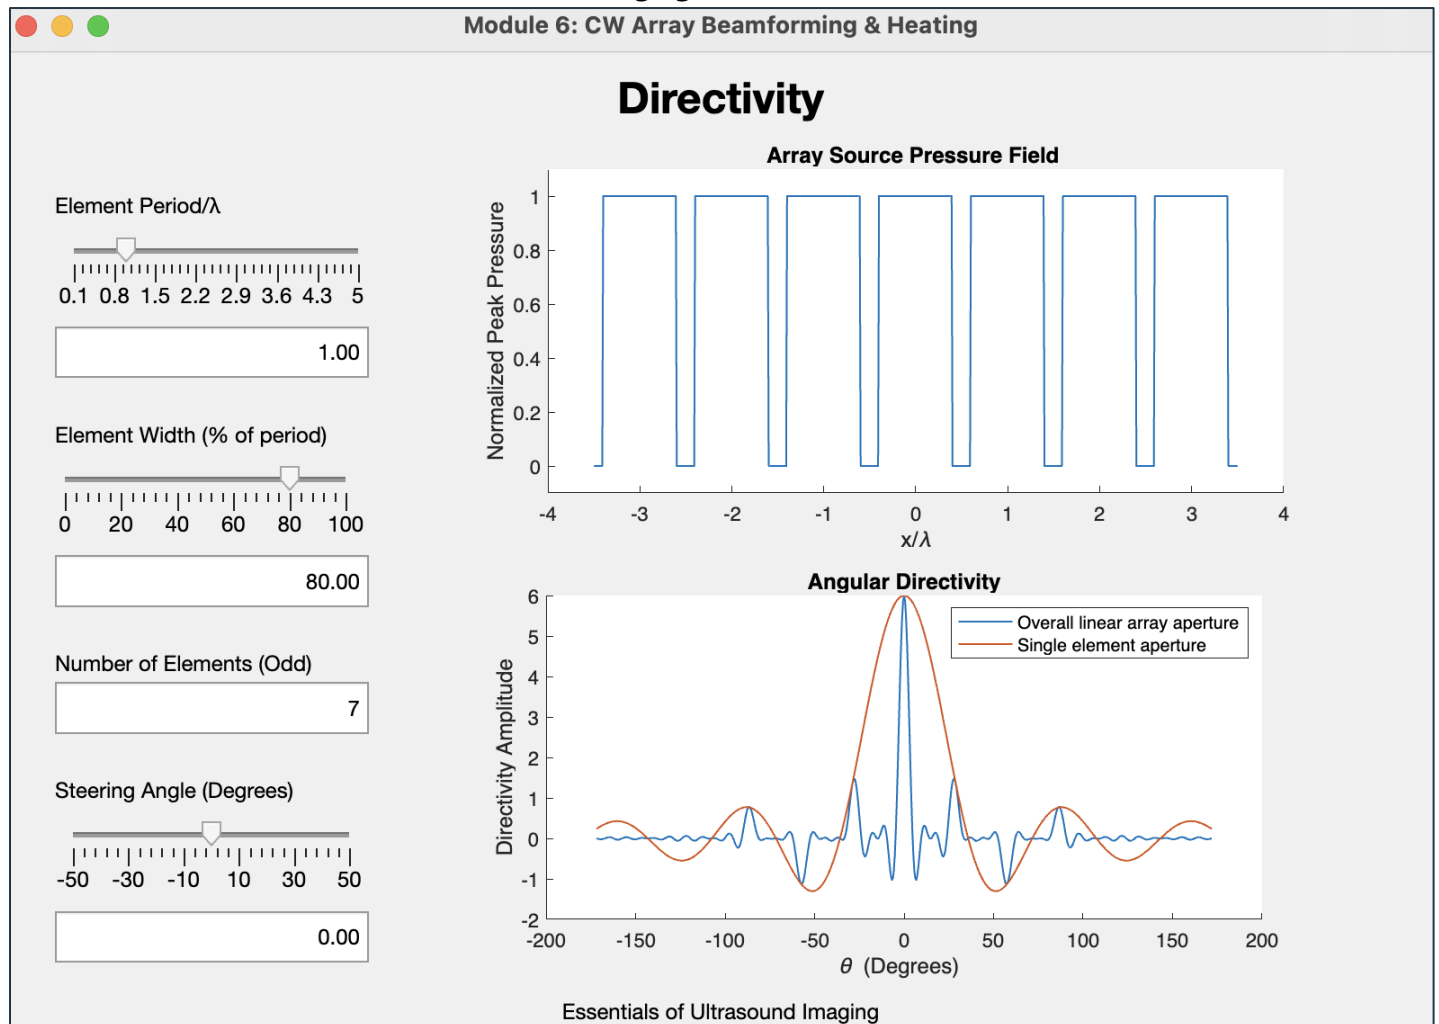 Module 6: CW Array Beamforming & Heating
Directivity
Element Period/λ
0.1 0.8 1.5 2.2 2.9 3.6 4.3 5
1.00
Element Width (% of period)
0 20 40 60 80 100
80.00
Number of Elements (Odd)
7
Steering Angle (Degrees)
-50 -30 -10 10 30 50
0.00
Array Source Pressure Field
Normalized Peak Pressure
1
0.8
0.6
0.4
0.2
0
-4 -3 -2 -1 0 1 2 3 4
x/λ
Angular Directivity
Directivity Amplitude
6
5
4
3
2
1
0
-1
-2
Overall linear array aperture
Single element aperture
-200 -150 -100 -50 0 50 100 150 200
θ (Degrees)
Essentials of Ultrasound Imaging